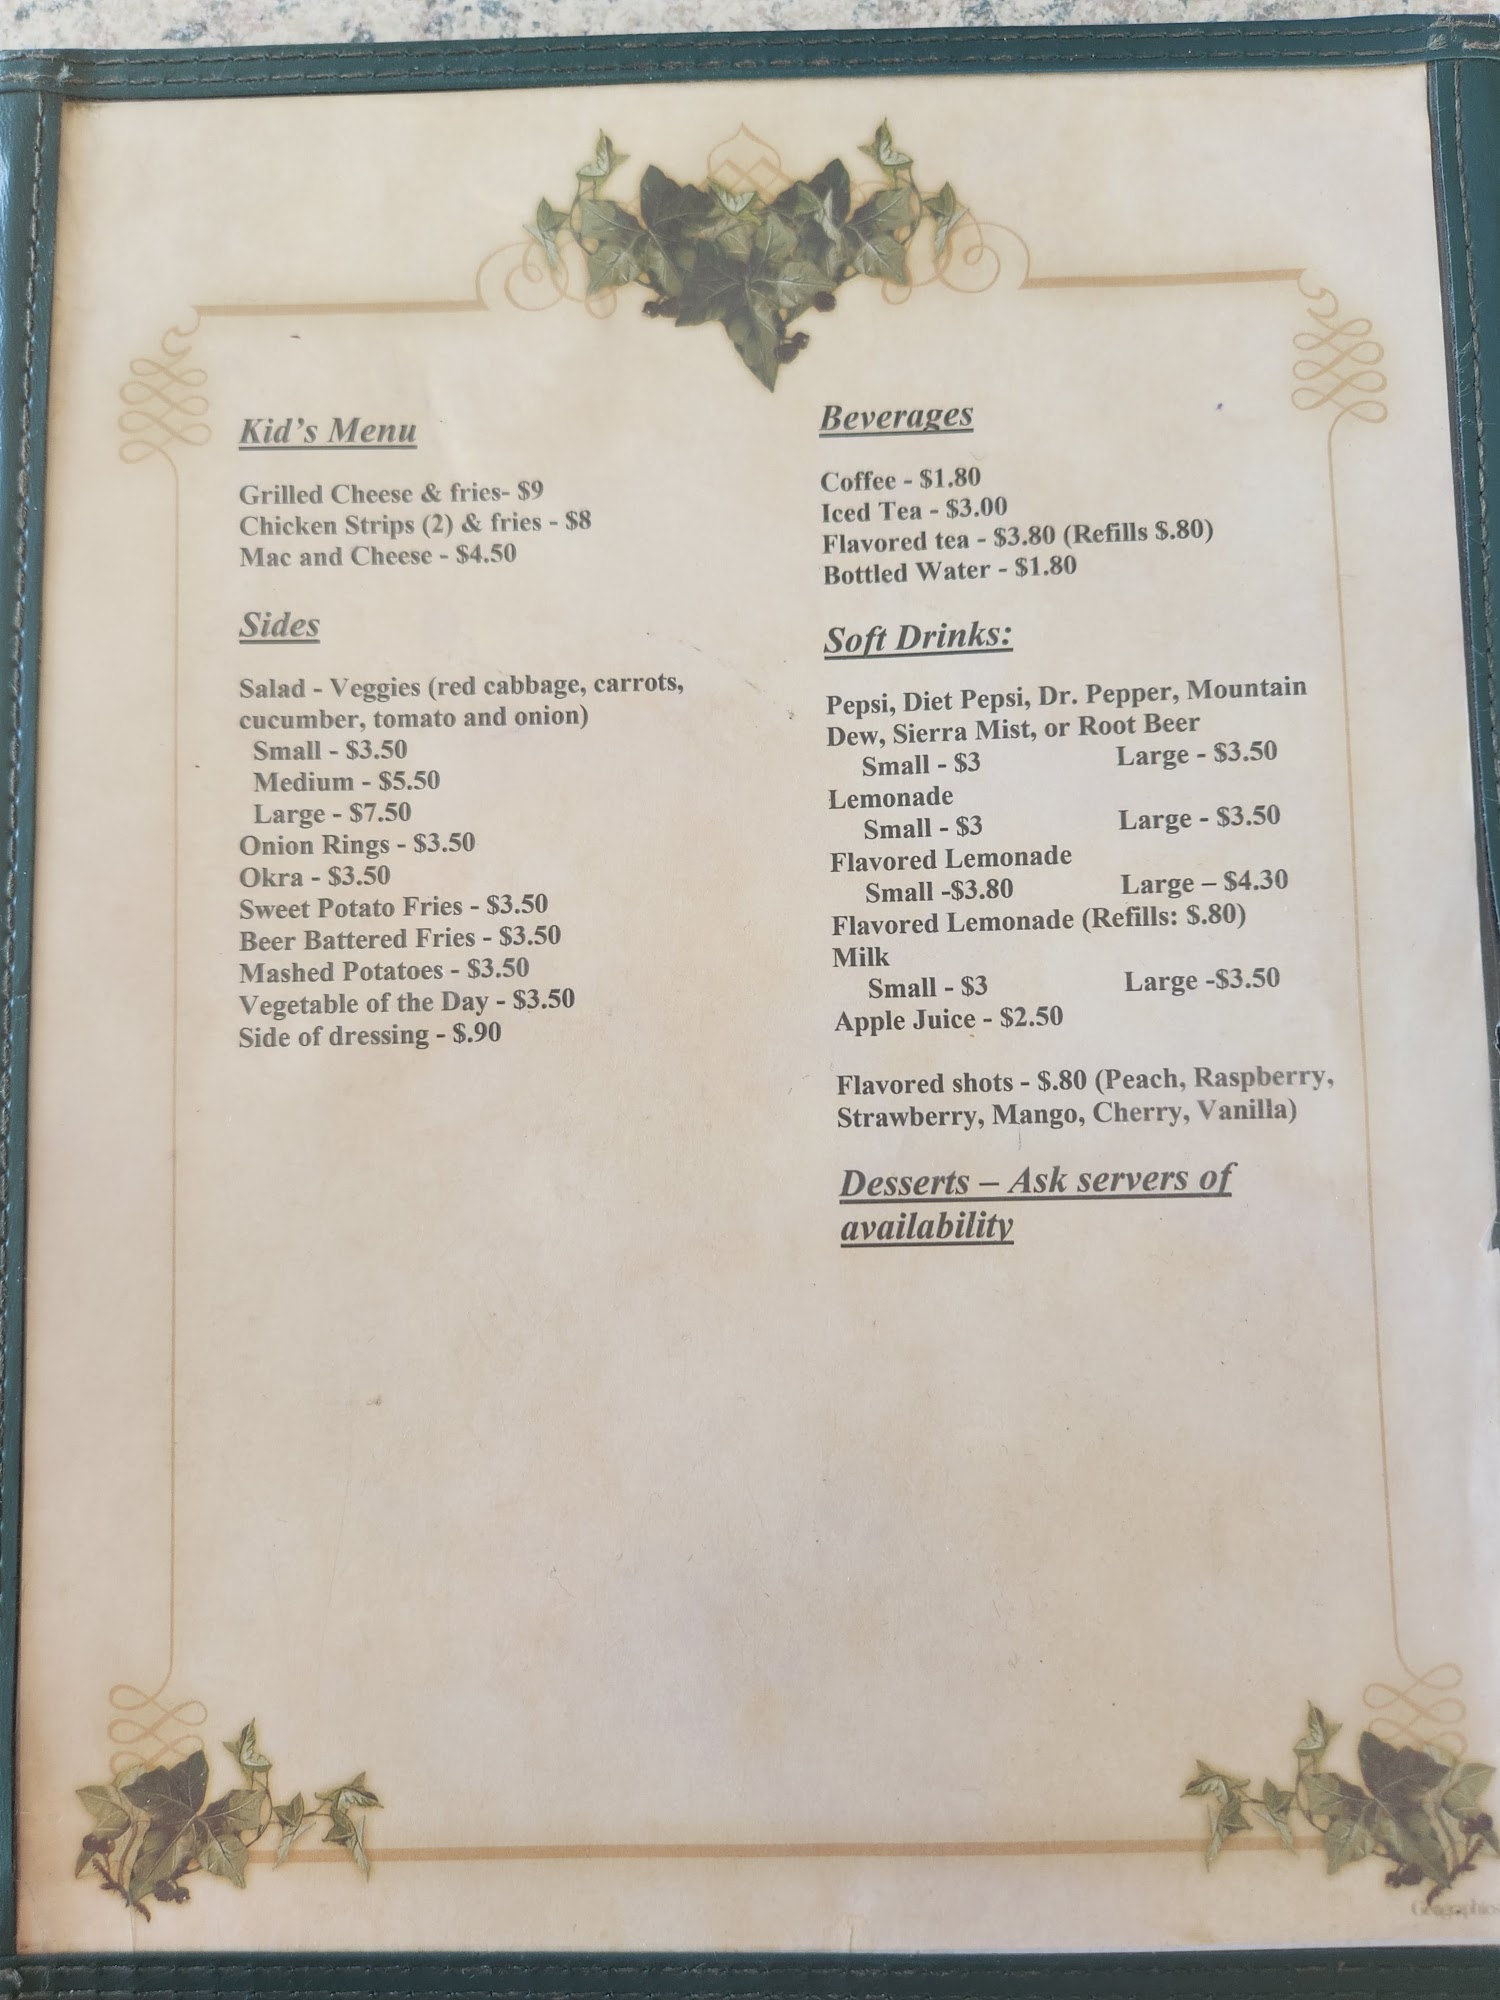 Kid's Menu
Grilled Cheese & fries- $9
Chicken Strips (2) & fries - $8
Mac and Cheese - $4.50
Sides
Salad - Veggies (red cabbage, carrots,
cucumber, tomato and onion)
Small - $3.50
Medium - $5.50
Large - $7.50
Onion Rings - $3.50
Okra - $3.50
Sweet Potato Fries - $3.50
Beer Battered Fries - $3.50
Mashed Potatoes - $3.50
Vegetable of the Day - $3.50
Side of dressing - $.90
Beverages
Coffee - $1.80
Iced Tea - $3.00
Flavored tea - $3.80 (Refills $.80)
Bottled Water - $1.80
Soft Drinks:
Pepsi, Diet Pepsi, Dr. Pepper, Mountain
Dew, Sierra Mist, or Root Beer
Small - $3 Large - $3.50
Lemonade
Small - $3 Large - $3.50
Flavored Lemonade
Small -$3.80 Large – $4.30
Flavored Lemonade (Refills: $.80)
Milk
Small - $3 Large -$3.50
Apple Juice - $2.50
Flavored shots - $.80 (Peach, Raspberry,
Strawberry, Mango, Cherry, Vanilla)
Desserts – Ask servers of
availability